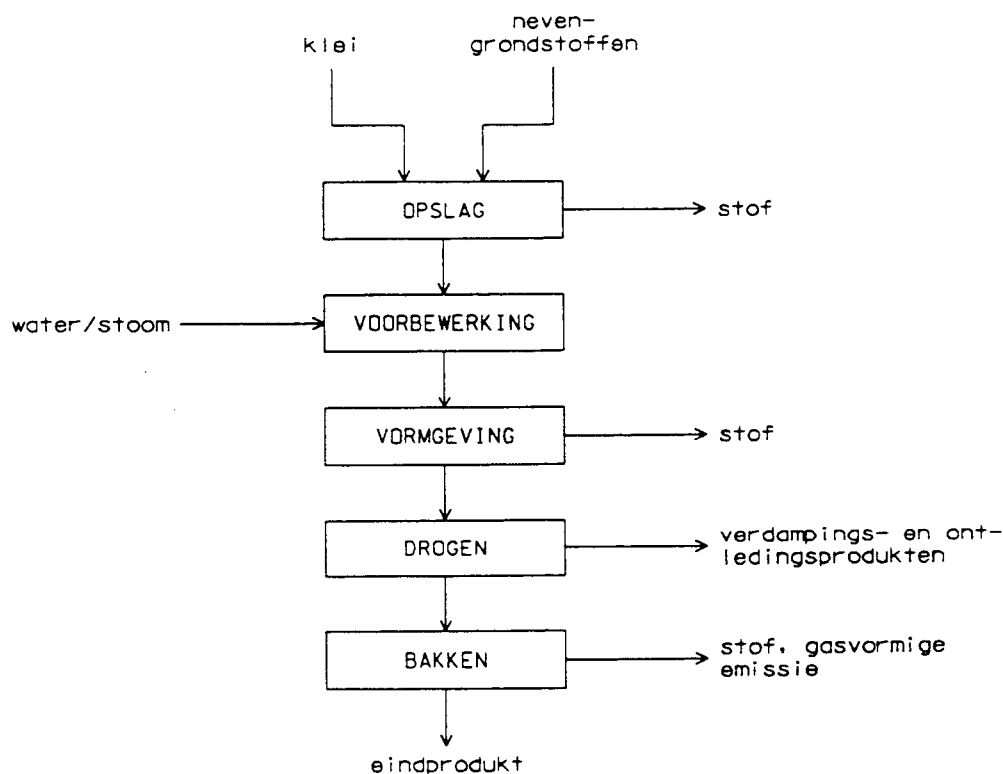 klei
neven-
grondstoffen
OPSLAG
stof
water/stoom
VOORBEWERKING
VORMGEVING
stof
DROGEN
verdampings- en ont-
ledingsprodukten
BAKKEN
stof, gasvormige
emissie
eindprodukt